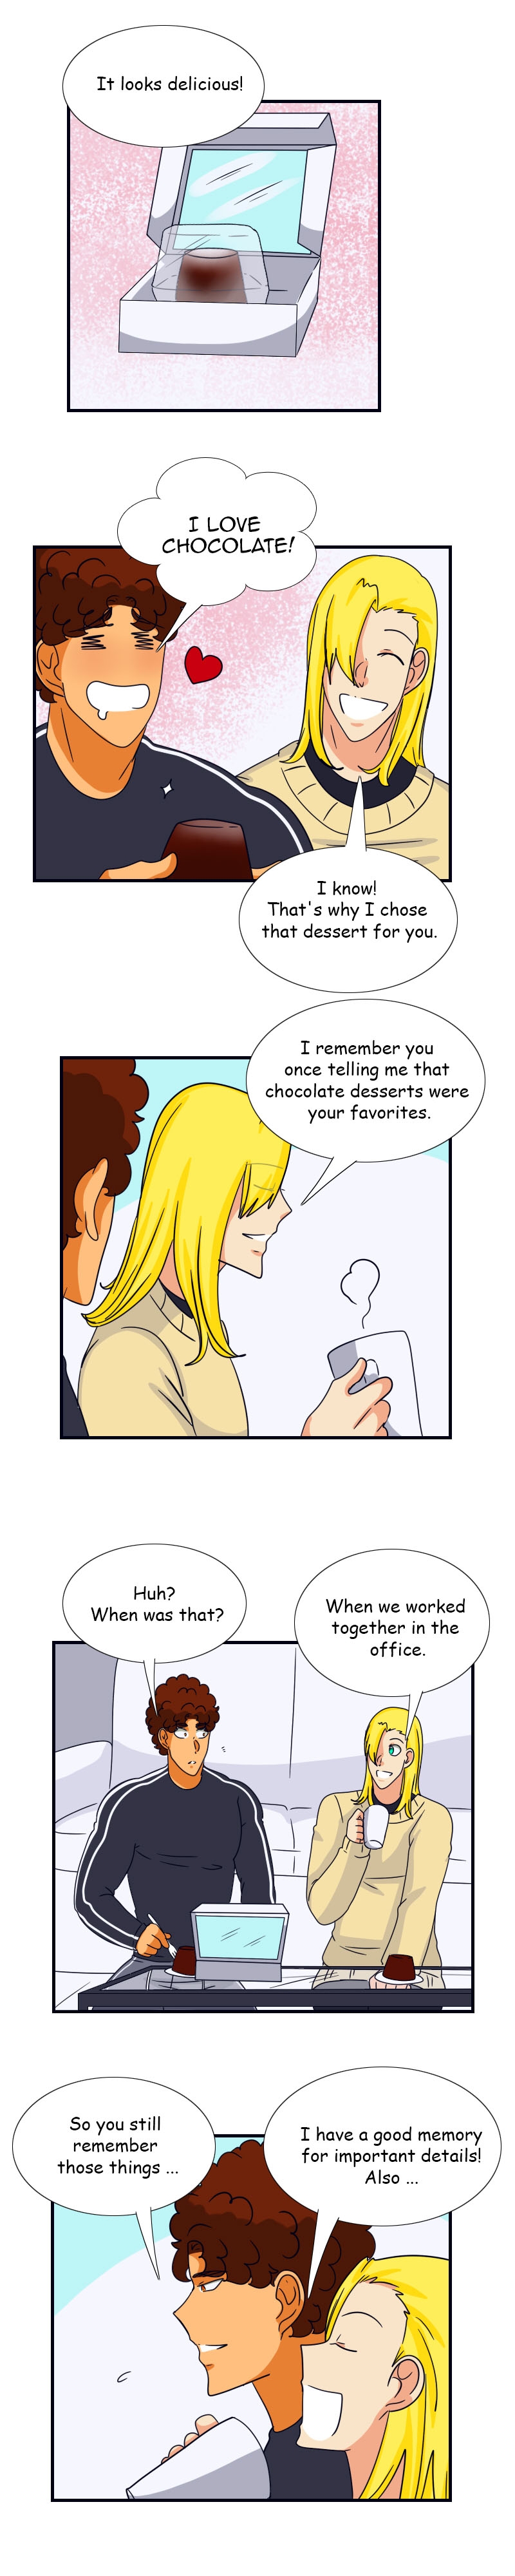 It looks delicious!
I LOVE
CHOCOLATE!
I know!
That's why I chose
that dessert for you.
I remember you
once telling me that
chocolate desserts were
your favorites.
Huh?
When was that?
When we worked
together in the
office.
So you still
remember
those things ...
I have a good memory
for important details!
Also ...